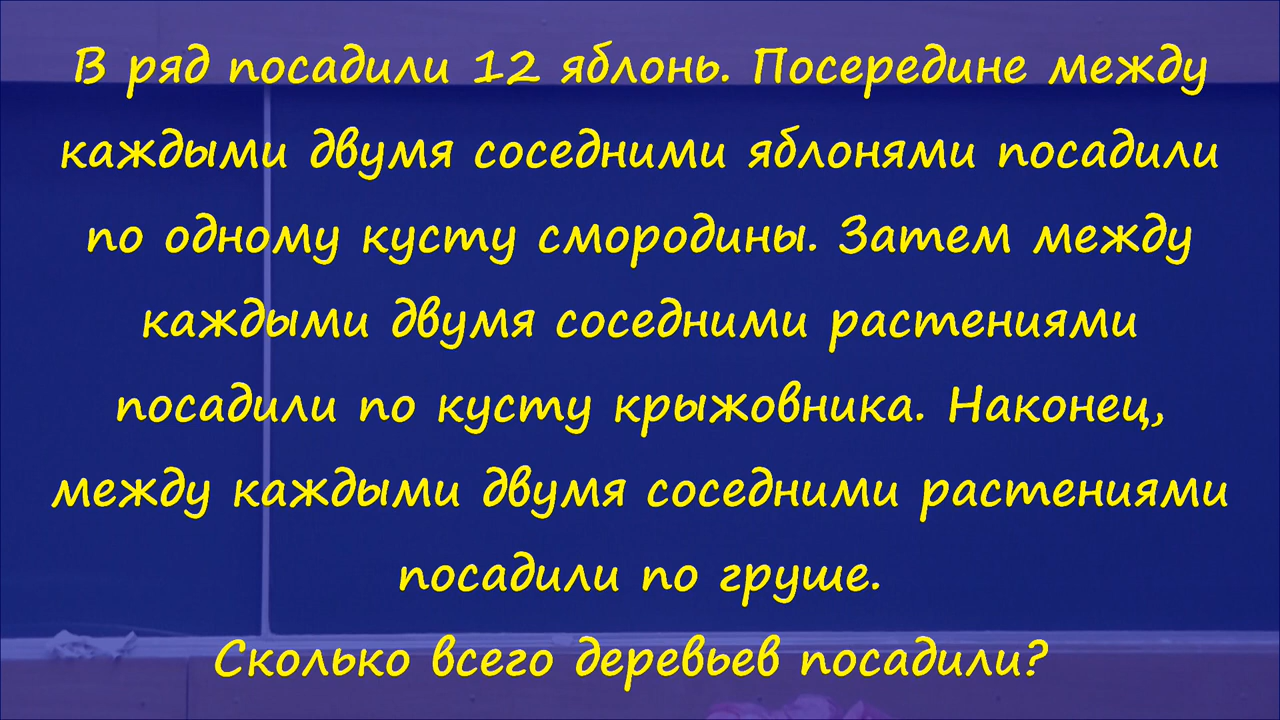 В ряд посадили 12 яблонь. Посередине между
каждыми двумя соседними яблонями посадили
по одному кусту смородины. Затем между
каждыми двумя соседними растениями
посадили по кусту крыжовника. Наконец,
между каждыми двумя соседними растениями
посадили по груше.
Сколько всего деревьев посадили?